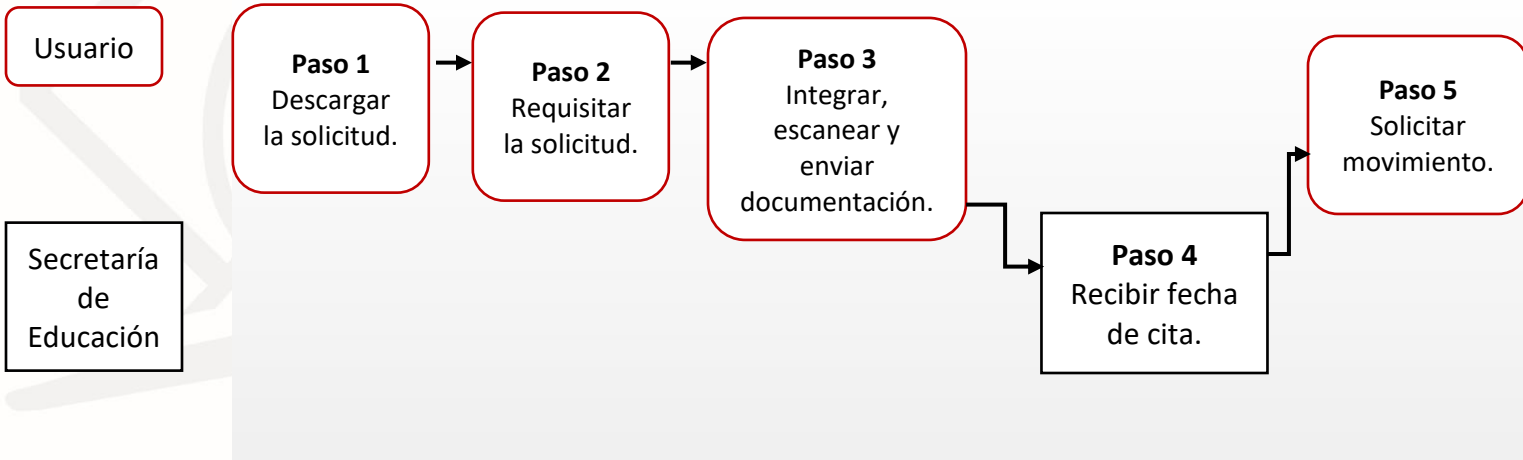 Usuario
Paso 1
Descargar
la solicitud.
Paso 2
Requisitar
la solicitud.
Paso 3
Integrar,
escanear y
enviar
documentación.
Paso 5
Solicitar
movimiento.
Secretaría
de
Educación
Paso 4
Recibir fecha
de cita.